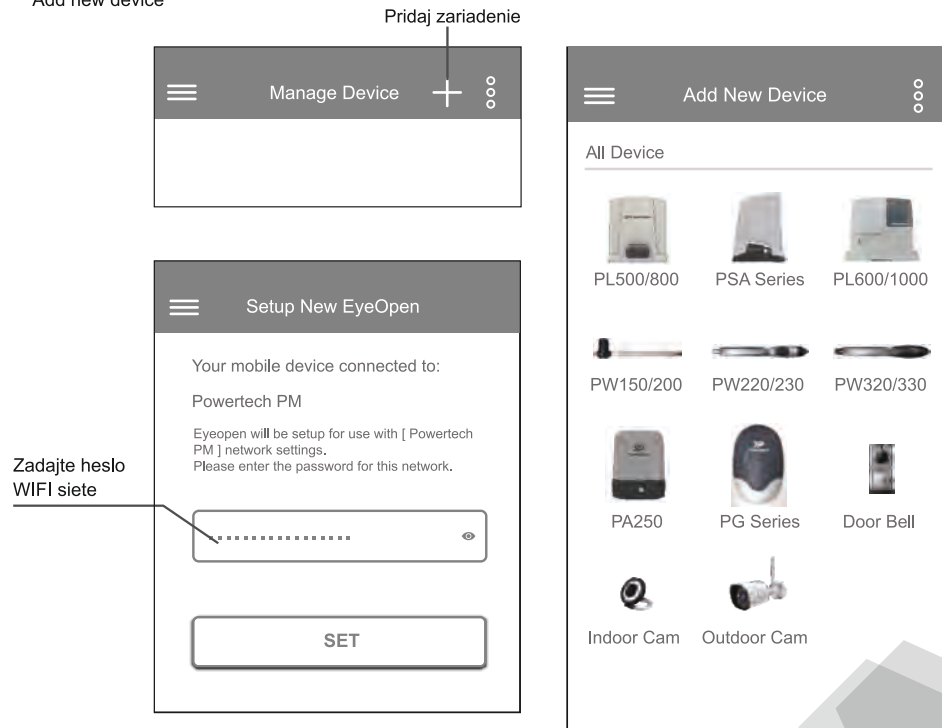 Add new device
Pridaj zariadenie
Manage Device
Setup New EyeOpen
Your mobile device connected to:
Powertech PM
Eyeopen will be setup for use with [ Powertech
PM ] network settings.
Please enter the password for this network.
Zadajte heslo
WIFI siete
SET
Add New Device
All Device
PL500/800 PSA Series PL600/1000
PW150/200 PW220/230 PW320/330
PA250 PG Series Door Bell
Indoor Cam Outdoor Cam